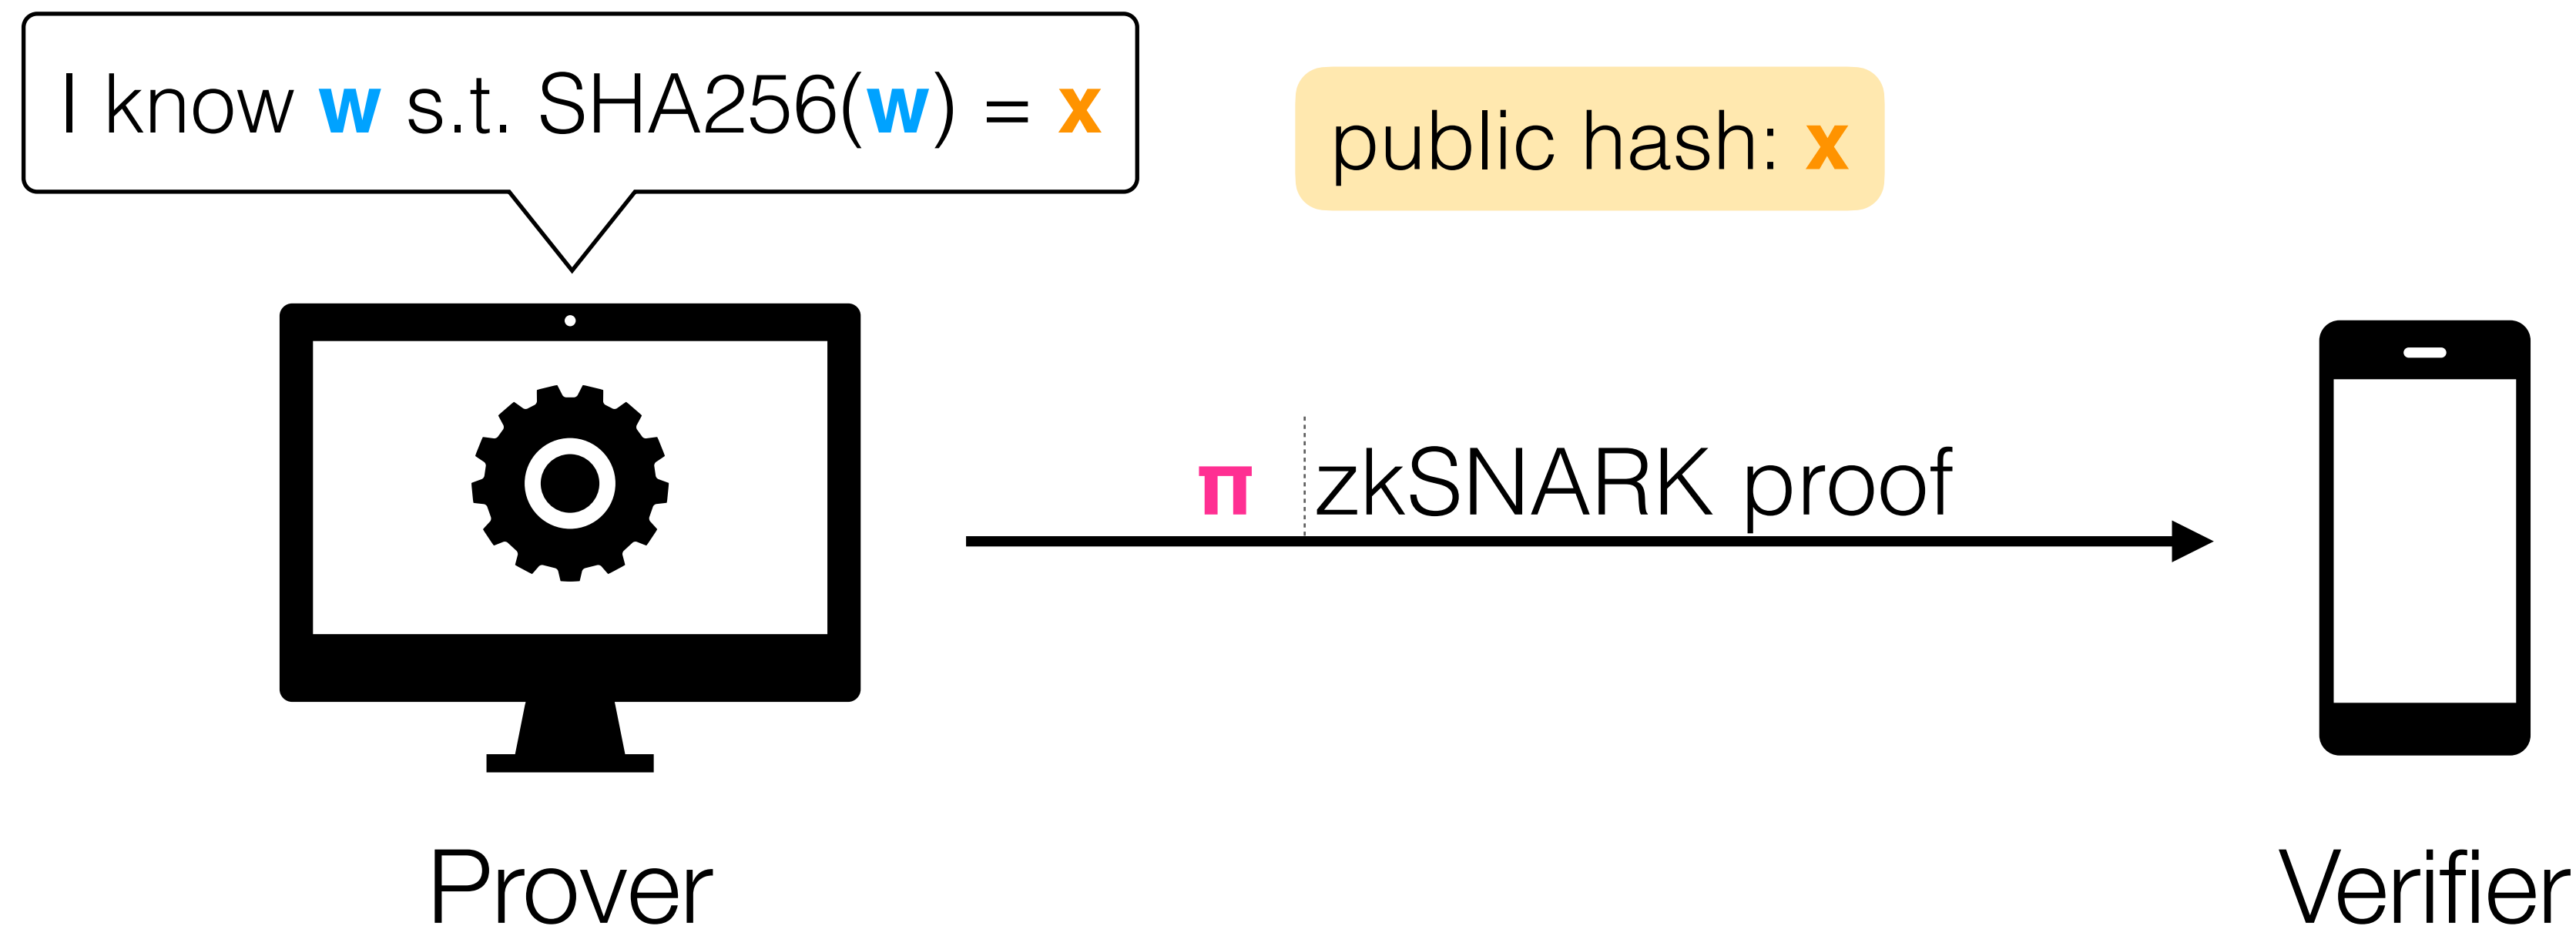 I know w s.t. SHA256(w) = x
public hash: x
π zkSNARK proof
Prover
Verifier